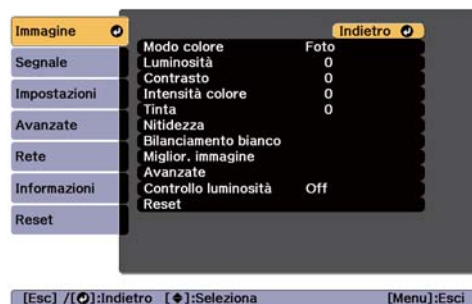 Immagine
Segnale
Impostazioni
Avanzate
Rete
Informazioni
Reset
Indietro
Modo colore Foto
Luminosità 0
Contrasto 0
Intensità colore 0
Tinta 0
Nitidezza
Bilanciamento bianco
Miglior. immagine
Avanzate
Controllo luminosità Off
Reset
[Esc] /[ ]:Indietro [ ]:Seleziona [Menu]:Esci